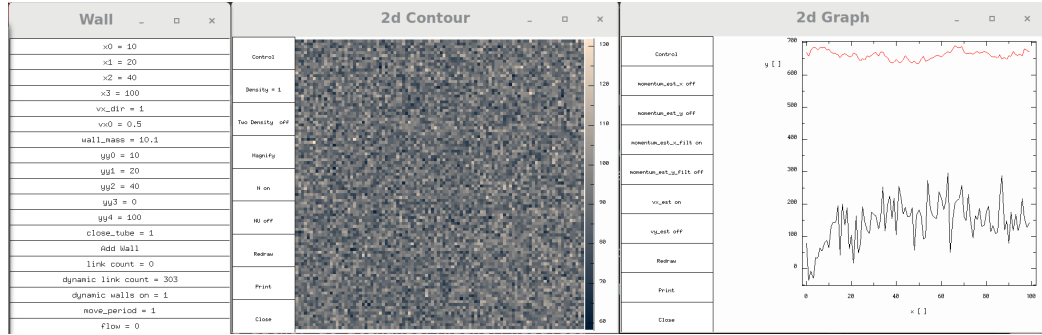 Wall
x0 = 10
x1 = 20
x2 = 40
x3 = 100
vx_dir = 1
vx0 = 0.5
wall_mass = 10.1
yy0 = 10
yy1 = 20
yy2 = 40
yy3 = 0
yy4 = 100
close_tube = 1
Add Wall
link count = 0
dynamic link count = 303
dynamic walls on = 1
move_period = 1
flow = 0
2d Contour
Control
Density = 1
Two Density off
Magnify
N on
NU off
Redraw
Print
Close
130
120
110
100
90
80
70
60
2d Graph
Control
momentum_est_x off
momentum_est_y off
momentum_est_x_filt on
momentum_est_y_filt off
vx_est on
vy_est off
Redraw
Print
Close
y [ ]
700
600
500
400
300
200
100
0
0 20 40 60 80 100
x [ ]